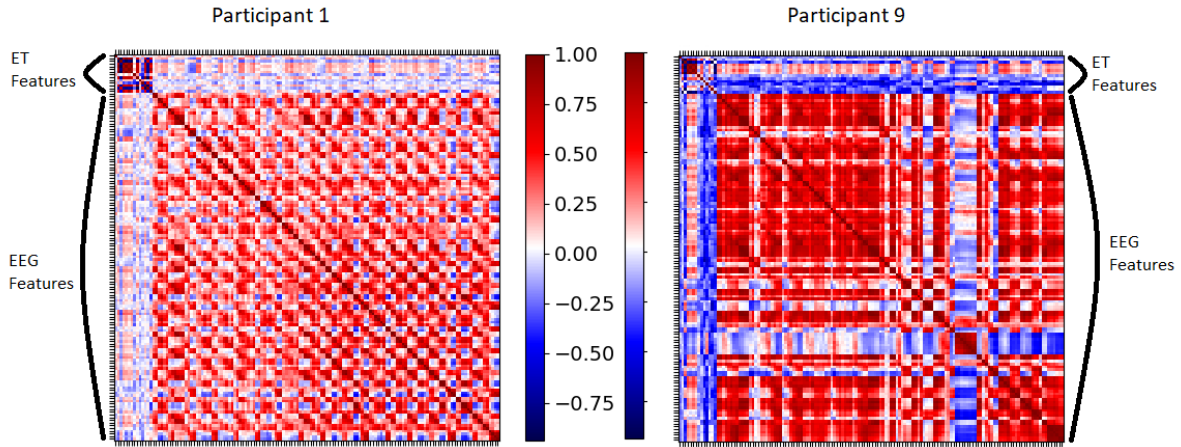 Participant 1
Participant 9
ET
Features
EEG
Features
1.00
0.75
0.50
0.25
0.00
−0.25
−0.50
−0.75
ET
Features
EEG
Features